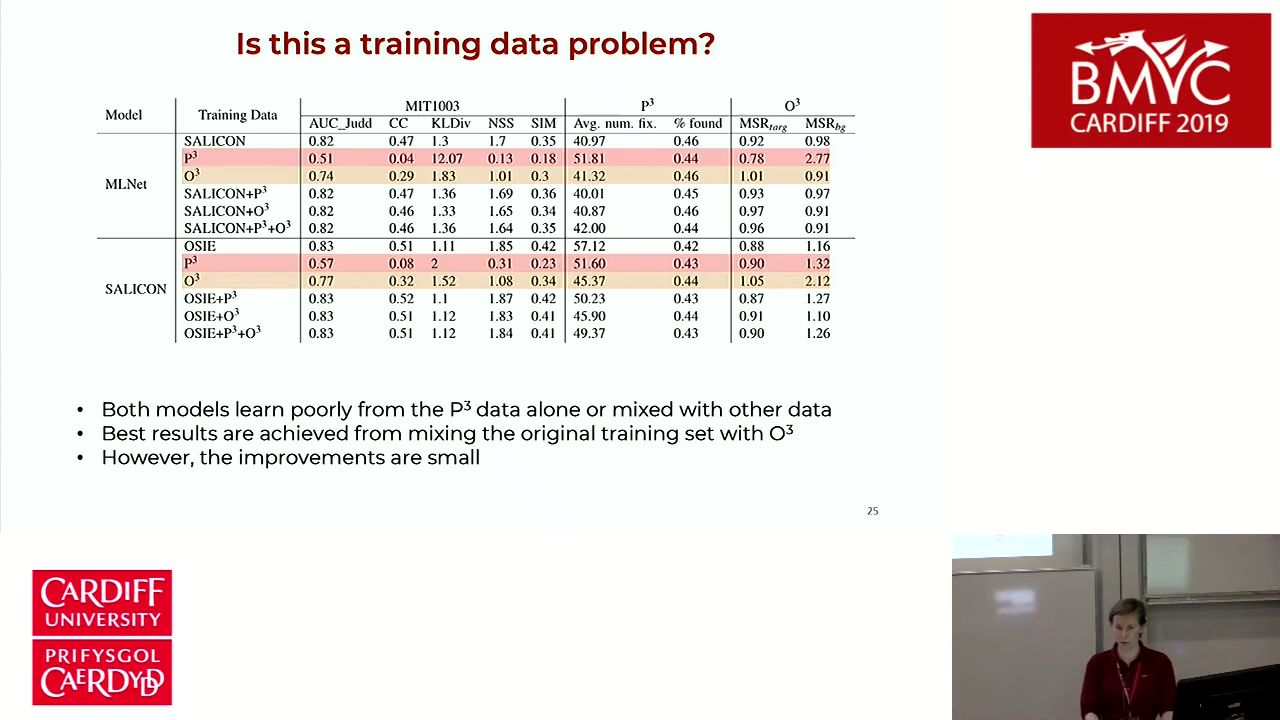 Is this a training data problem?
Model Training Data MIT1003 P³ O³
AUC_Judd CC KLDiv NSS SIM Avg. num. fix. % found MSRtarg MSRbg
MLNet
SALICON 0.82 0.47 1.3 1.7 0.35 40.97 0.46 0.92 0.98
P³ 0.51 0.04 12.07 0.13 0.18 51.81 0.44 0.78 2.77
O³ 0.74 0.29 1.83 1.01 0.3 41.32 0.46 1.01 0.91
SALICON+P³ 0.82 0.47 1.36 1.69 0.36 40.01 0.45 0.93 0.97
SALICON+O³ 0.82 0.46 1.33 1.65 0.34 40.87 0.46 0.97 0.91
SALICON+P³+O³ 0.82 0.46 1.36 1.64 0.35 42.00 0.44 0.96 0.91
SALICON
OSIE 0.83 0.51 1.11 1.85 0.42 57.12 0.42 0.88 1.16
P³ 0.57 0.08 2 0.31 0.23 51.60 0.43 0.90 1.32
O³ 0.77 0.32 1.52 1.08 0.34 45.37 0.44 1.05 2.12
OSIE+P³ 0.83 0.52 1.1 1.87 0.42 50.23 0.43 0.87 1.27
OSIE+O³ 0.83 0.51 1.12 1.83 0.41 45.90 0.44 0.91 1.10
OSIE+P³+O³ 0.83 0.51 1.12 1.84 0.41 49.37 0.43 0.90 1.26
• Both models learn poorly from the P³ data alone or mixed with other data
• Best results are achieved from mixing the original training set with O³
• However, the improvements are small
25
BMVC
CARDIFF 2019
CARDIFF
UNIVERSITY
PRIFYSGOL
CAERDYDD